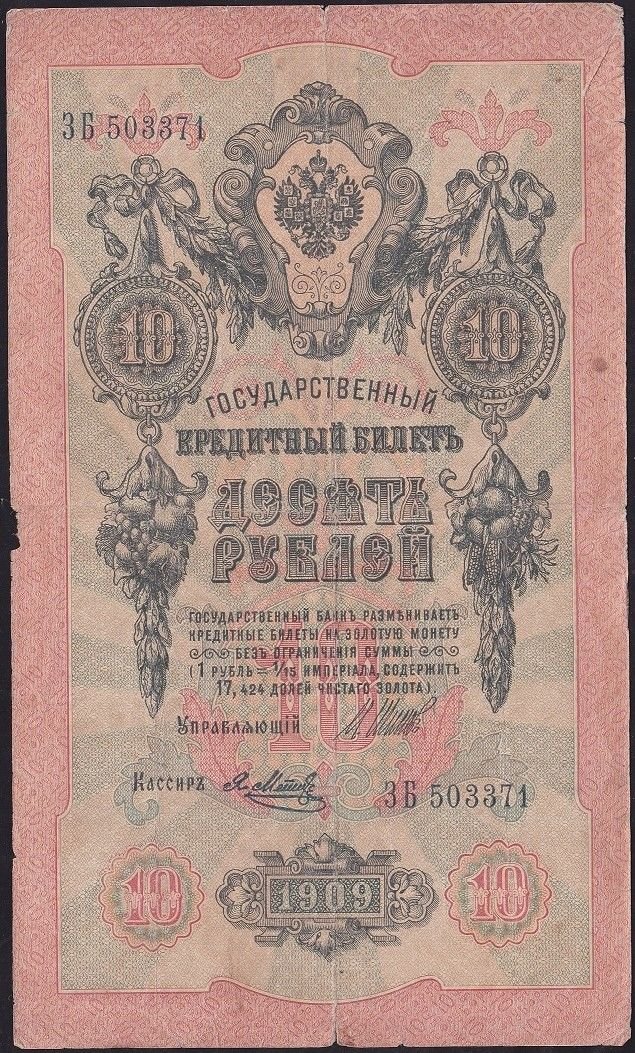 ЗБ 503371
10 10
ГОСУДАРСТВЕННЫЙ
КРЕДИТНЫЙ БИЛЕТЪ
ДЕСЯТЬ
РУБЛЕЙ
ГОСУДАРСТВЕННЫЙ БАНКЪ РАЗМѢНИВАЕТЪ
КРЕДИТНЫЕ БИЛЕТЫ НА ЗОЛОТУЮ МОНЕТУ
БЕЗЪ ОГРАНИЧЕНІЯ СУММЫ
(1 РУБЛЬ = 1/15 ИМПЕРІАЛА, СОДЕРЖИТЪ
17,424 ДОЛЕЙ ЧИСТАГО ЗОЛОТА).
10
УПРАВЛЯЮЩІЙ
КАССИРЪ
ЗБ 503371
10 1909 10